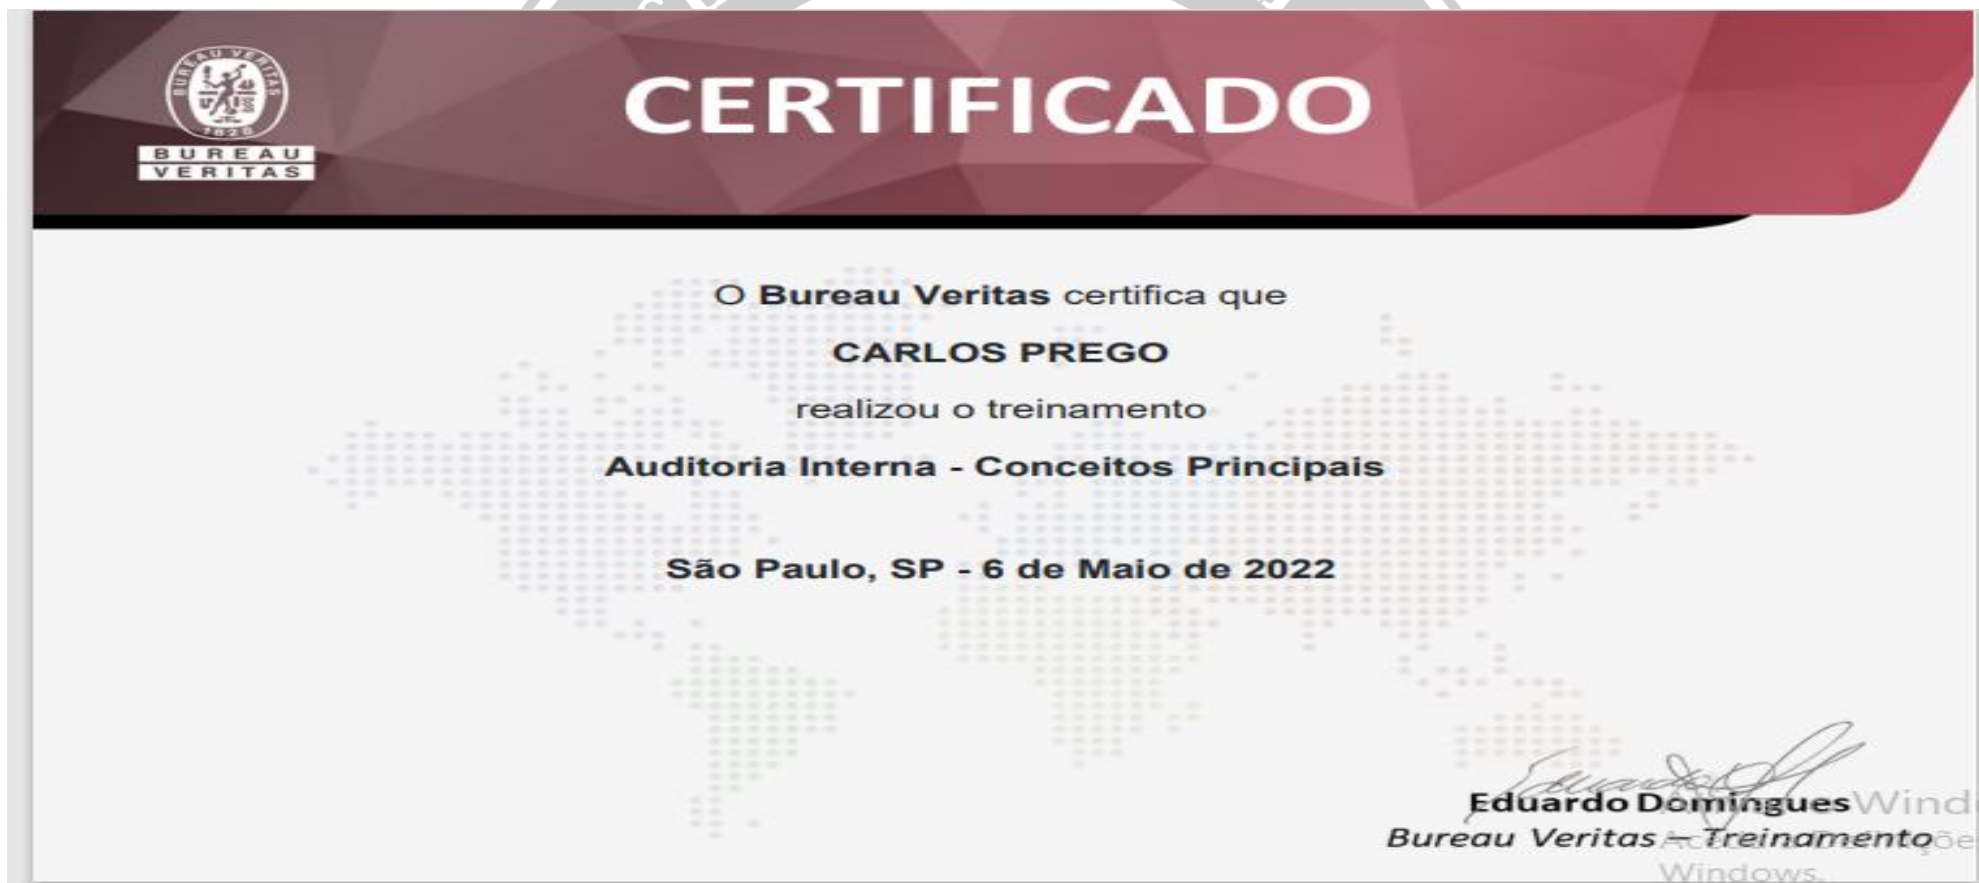 BUREAU VERITAS
1828
BUREAU
VERITAS
CERTIFICADO
O Bureau Veritas certifica que
CARLOS PREGO
realizou o treinamento
Auditoria Interna - Conceitos Principais
São Paulo, SP - 6 de Maio de 2022
Eduardo Domingues
Bureau Veritas – Treinamento
Windows.